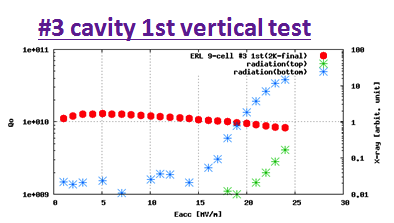 #3 cavity 1st vertical test
1e+011
1e+010
1e+009
Qo
ERL 9-cell #3 1st(2K-final)
radiation(top)
radiation(bottom)
100
10
1
0,1
0,01
X-ray [arbit. unit]
0
5
10
15
20
25
30
Eacc [MV/m]